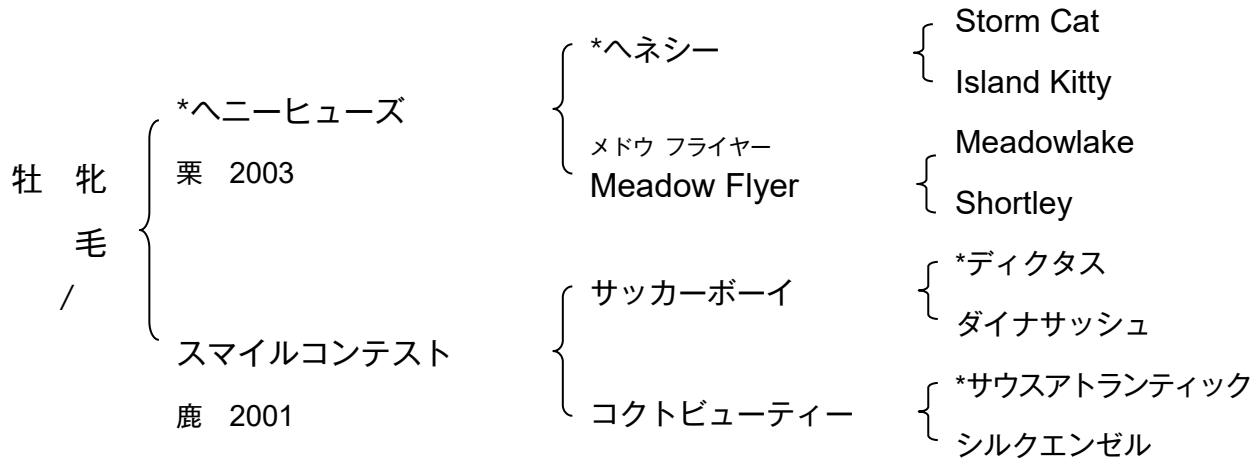 牡 牝
毛
/
*ヘニーヒューズ
栗 2003
スマイルコンテスト
鹿 2001
*ヘネシー
メドウ フライヤー
Meadow Flyer
サッカーボーイ
コクトビューティー
Storm Cat
Island Kitty
Meadowlake
Shortley
*ディクタス
ダイナサッシュ
*サウスアトランティック
シルクエンゼル